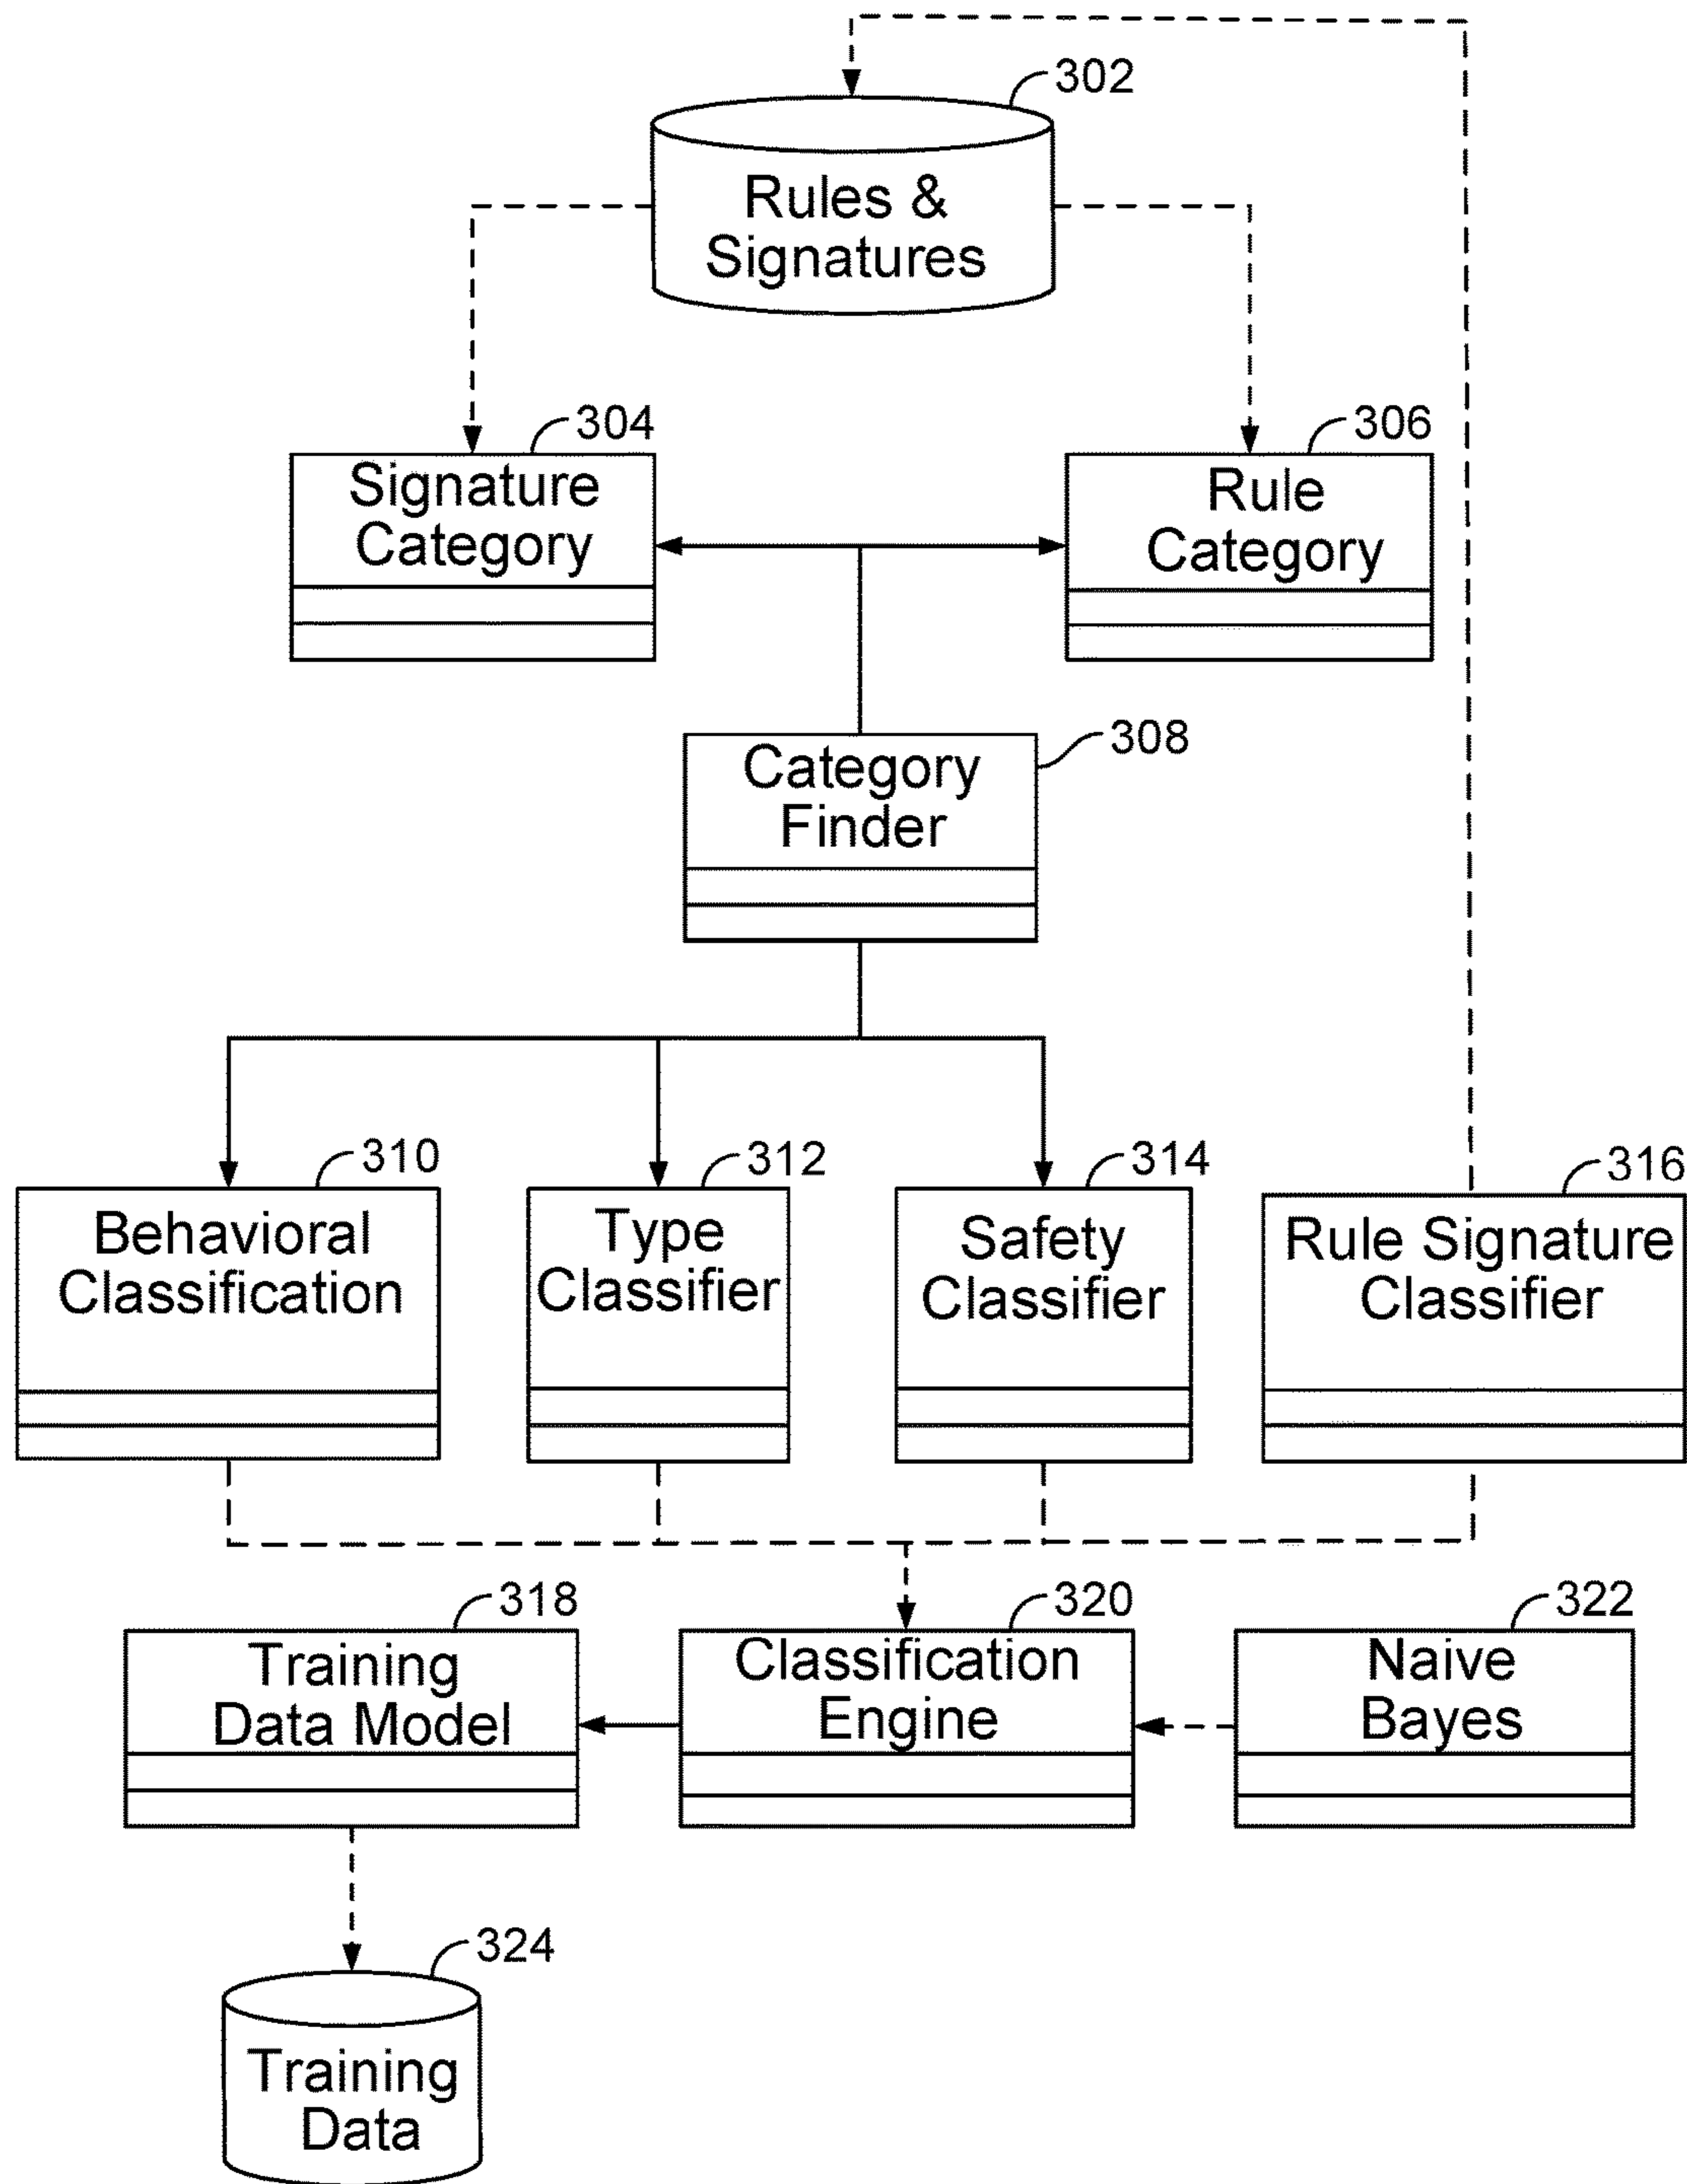 302
Rules &
Signatures
304
Signature
Category
306
Rule
Category
308
Category
Finder
310
Behavioral
Classification
312
Type
Classifier
314
Safety
Classifier
316
Rule Signature
Classifier
318
Training
Data Model
320
Classification
Engine
322
Naive
Bayes
324
Training
Data